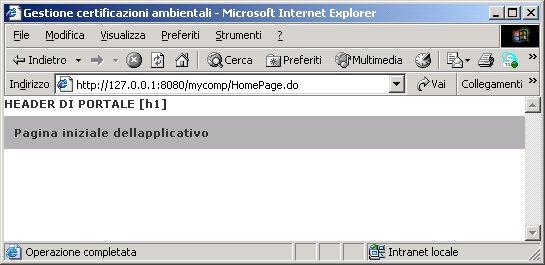 Gestione certificazioni ambientali - Microsoft Internet Explorer
File Modifica Visualizza Preferiti Strumenti ?
Indietro Cerca Preferiti Multimedia
Indirizzo http://127.0.0.1:8080/mycomp/HomePage.do Vai Collegamenti »
HEADER DI PORTALE [h1]
Pagina iniziale dellapplicativo
Operazione completata Intranet locale